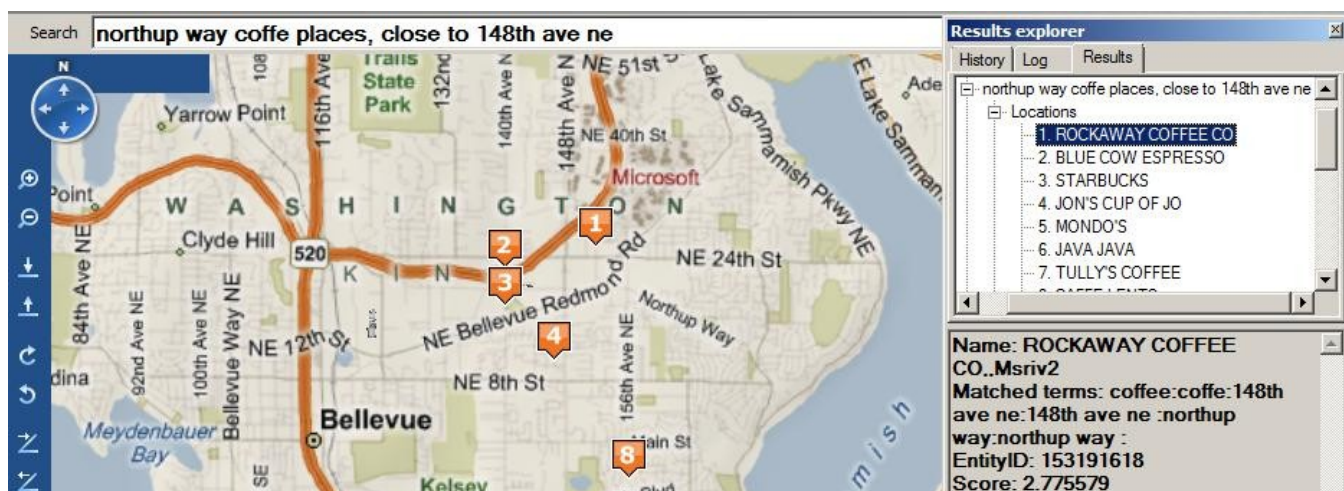 Search northup way coffe places, close to 148th ave ne
Results explorer
History Log Results
northup way coffe places, close to 148th ave ne
Locations
1. ROCKAWAY COFFEE CO
2. BLUE COW ESPRESSO
3. STARBUCKS
4. JON'S CUP OF JO
5. MONDO'S
6. JAVA JAVA
7. TULLY'S COFFEE
Name: ROCKAWAY COFFEE
CO,.Msriv2
Matched terms: coffee:coffe:148th
ave ne:148th ave ne :northup
way:northup way :
EntityID: 153191618
Score: 2.775579
N
Trails
State
Park
Yarrow Point
116th Ave
132nd
140th Ave N
148th Ave N
NE 51st
NE 40th St
Lake Sammamish Pkwy NE
E Lake Samman
Ade
Microsoft
Point
WASHINGTON
Clyde Hill
520
KIN
1
2
3
4
8
NE 24th St
84th Ave NE
92nd Ave NE
100th Ave NE
Bellevue Way NE
NE 12th St
NE Bellevue Redmond Rd
Northup Way
156th Ave NE
NE 8th St
dina
Bellevue
Meydenbauer
Bay
SE
Main St
Kelsey
mish